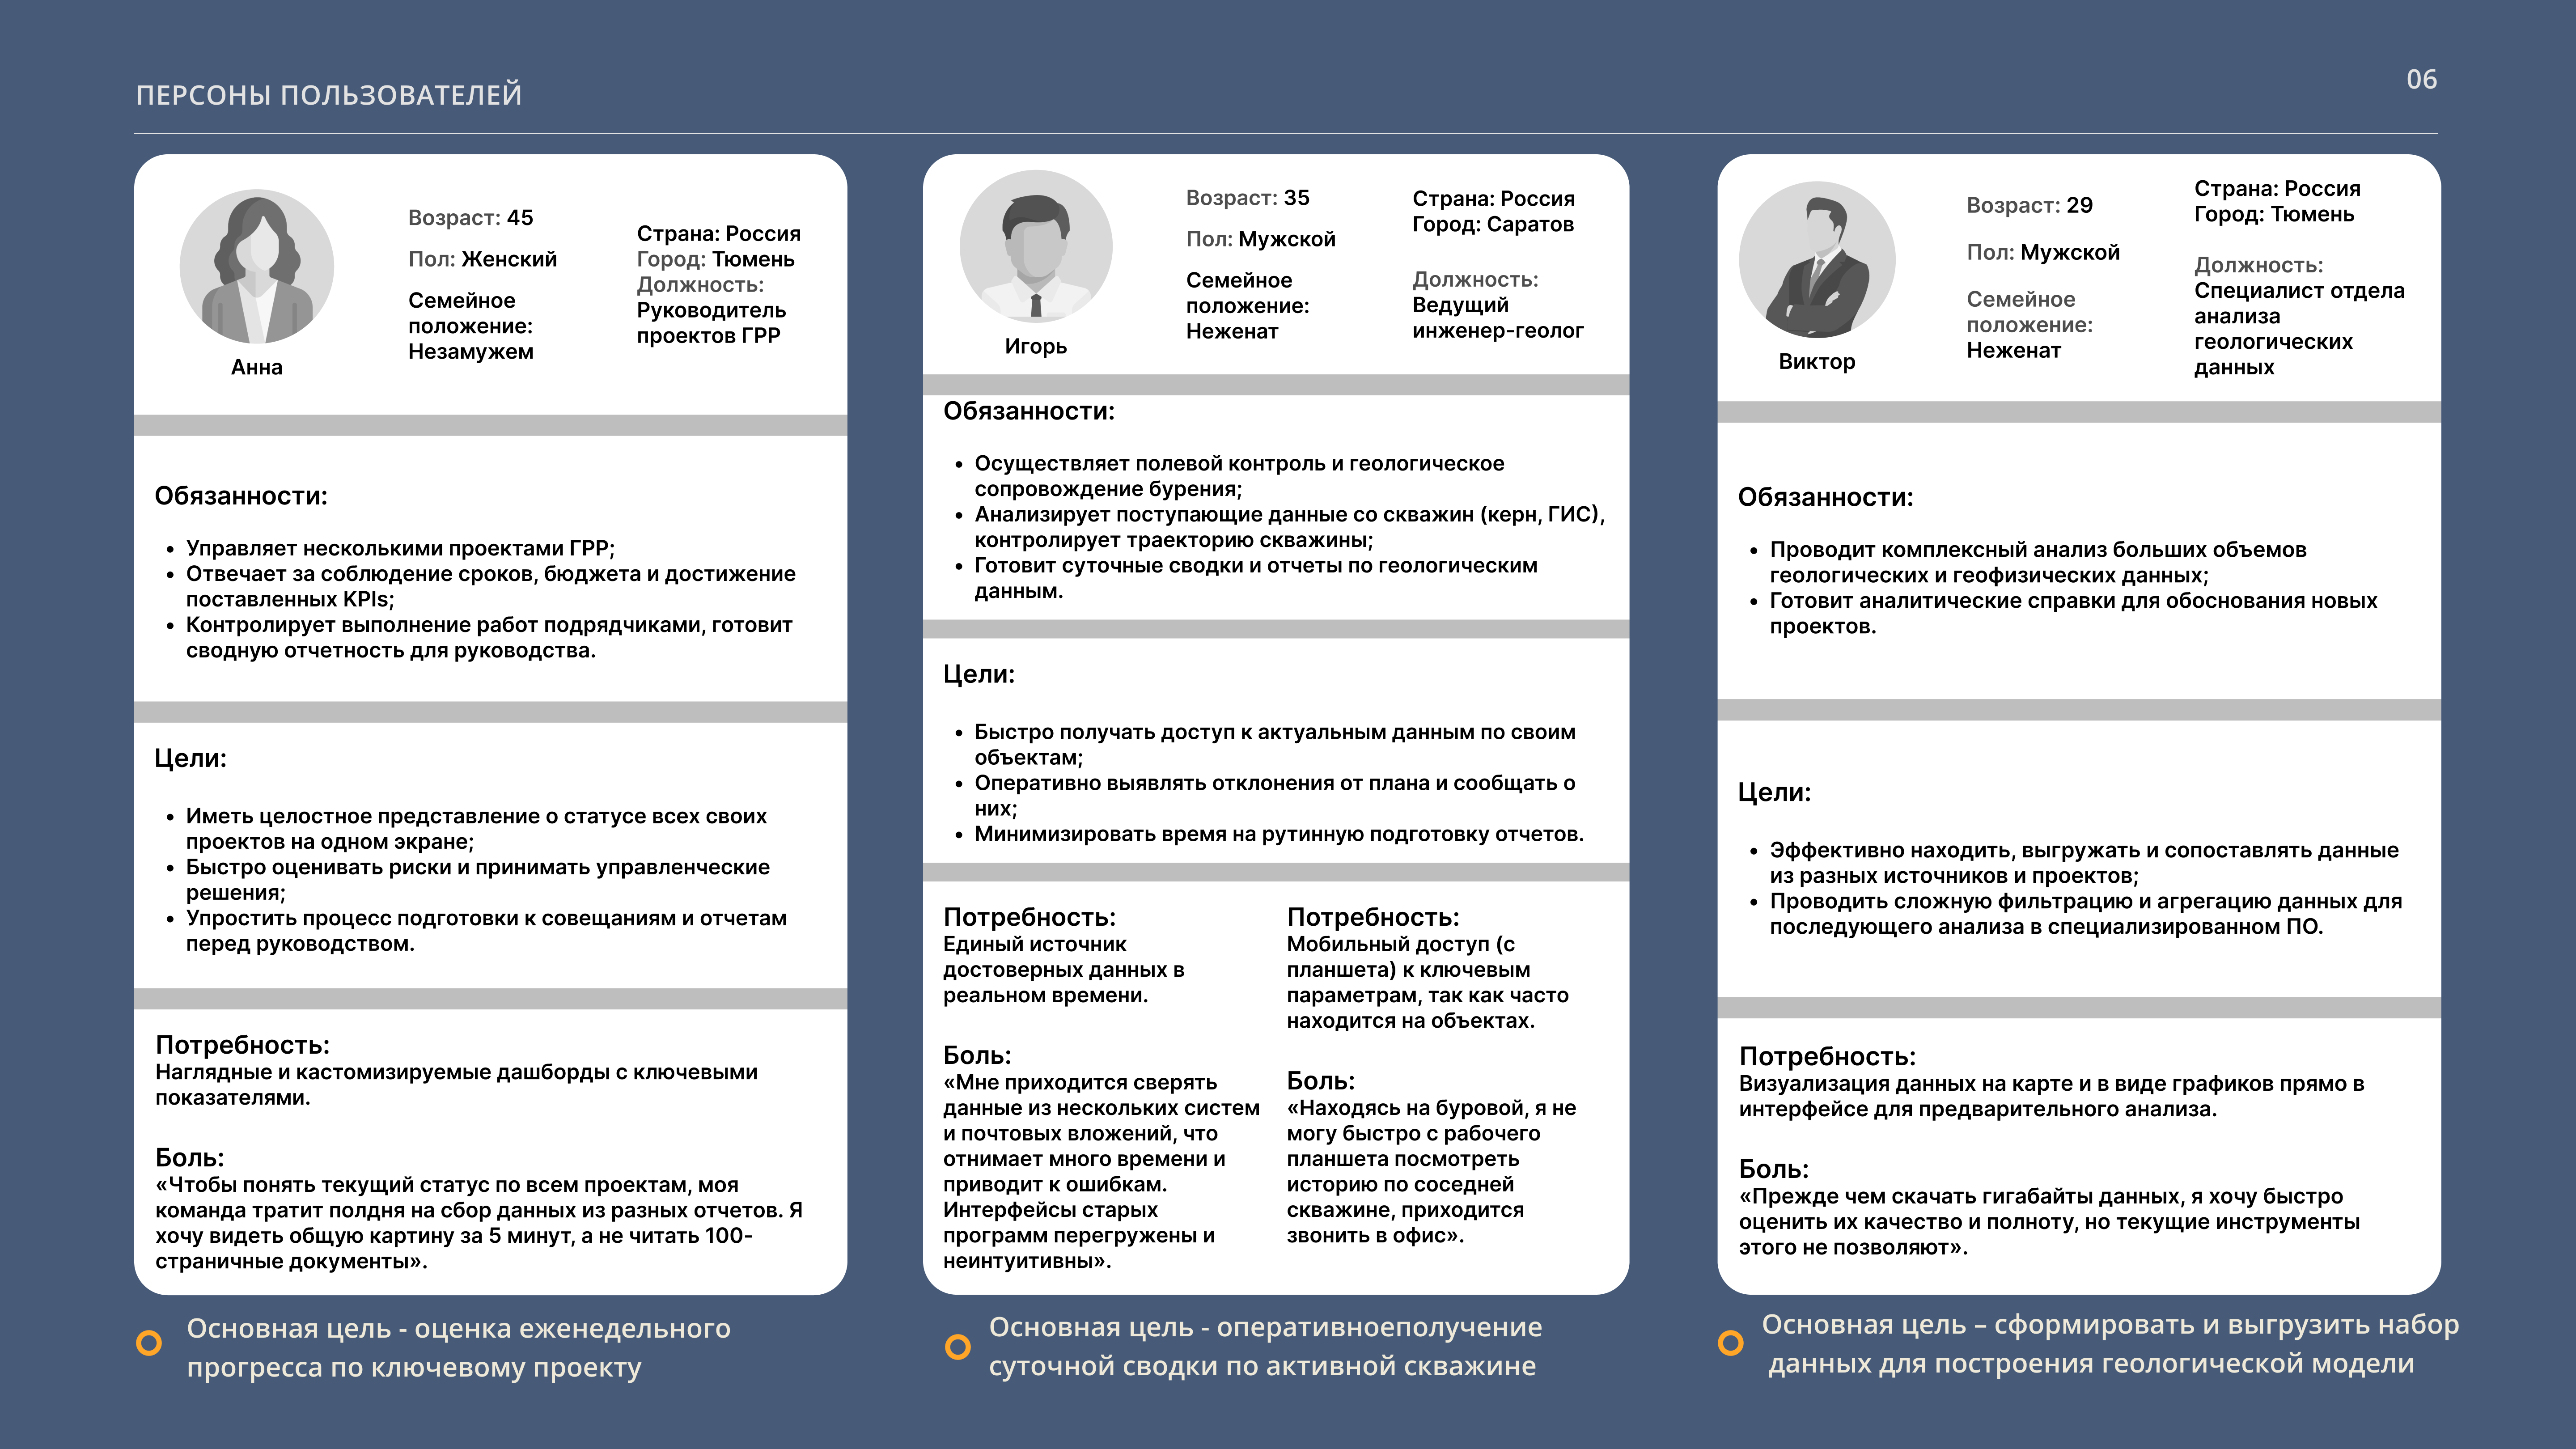 ПЕРСОНЫ ПОЛЬЗОВАТЕЛЕЙ
06
Анна
Возраст: 45
Пол: Женский
Семейное
положение:
Незамужем
Страна: Россия
Город: Тюмень
Должность:
Руководитель
проектов ГРР
Обязанности:
• Управляет несколькими проектами ГРР;
• Отвечает за соблюдение сроков, бюджета и достижение
поставленных KPIs;
• Контролирует выполнение работ подрядчиками, готовит
сводную отчетность для руководства.
Цели:
• Иметь целостное представление о статусе всех своих
проектов на одном экране;
• Быстро оценивать риски и принимать управленческие
решения;
• Упростить процесс подготовки к совещаниям и отчетам
перед руководством.
Потребность:
Наглядные и кастомизируемые дашборды с ключевыми
показателями.
Боль:
«Чтобы понять текущий статус по всем проектам, моя
команда тратит полдня на сбор данных из разных отчетов. Я
хочу видеть общую картину за 5 минут, а не читать 100-
страничные документы».
Основная цель - оценка еженедельного
прогресса по ключевому проекту
Игорь
Возраст: 35
Пол: Мужской
Семейное
положение:
Неженат
Страна: Россия
Город: Саратов
Должность:
Ведущий
инженер-геолог
Обязанности:
• Осуществляет полевой контроль и геологическое
сопровождение бурения;
• Анализирует поступающие данные со скважин (керн, ГИС),
контролирует траекторию скважины;
• Готовит суточные сводки и отчеты по геологическим
данным.
Цели:
• Быстро получать доступ к актуальным данным по своим
объектам;
• Оперативно выявлять отклонения от плана и сообщать о
них;
• Минимизировать время на рутинную подготовку отчетов.
Потребность:
Единый источник
достоверных данных в
реальном времени.
Боль:
«Мне приходится сверять
данные из нескольких систем
и почтовых вложений, что
отнимает много времени и
приводит к ошибкам.
Интерфейсы старых
программ перегружены и
неинтуитивны».
Потребность:
Мобильный доступ (с
планшета) к ключевым
параметрам, так как часто
находится на объектах.
Боль:
«Находясь на буровой, я не
могу быстро с рабочего
планшета посмотреть
историю по соседней
скважине, приходится
звонить в офис».
Основная цель - оперативноеполучение
суточной сводки по активной скважине
Виктор
Возраст: 29
Пол: Мужской
Семейное
положение:
Неженат
Страна: Россия
Город: Тюмень
Должность:
Специалист отдела
анализа
геологических
данных
Обязанности:
• Проводит комплексный анализ больших объемов
геологических и геофизических данных;
• Готовит аналитические справки для обоснования новых
проектов.
Цели:
• Эффективно находить, выгружать и сопоставлять данные
из разных источников и проектов;
• Проводить сложную фильтрацию и агрегацию данных для
последующего анализа в специализированном ПО.
Потребность:
Визуализация данных на карте и в виде графиков прямо в
интерфейсе для предварительного анализа.
Боль:
«Прежде чем скачать гигабайты данных, я хочу быстро
оценить их качество и полноту, но текущие инструменты
этого не позволяют».
Основная цель – сформировать и выгрузить набор
данных для построения геологической модели